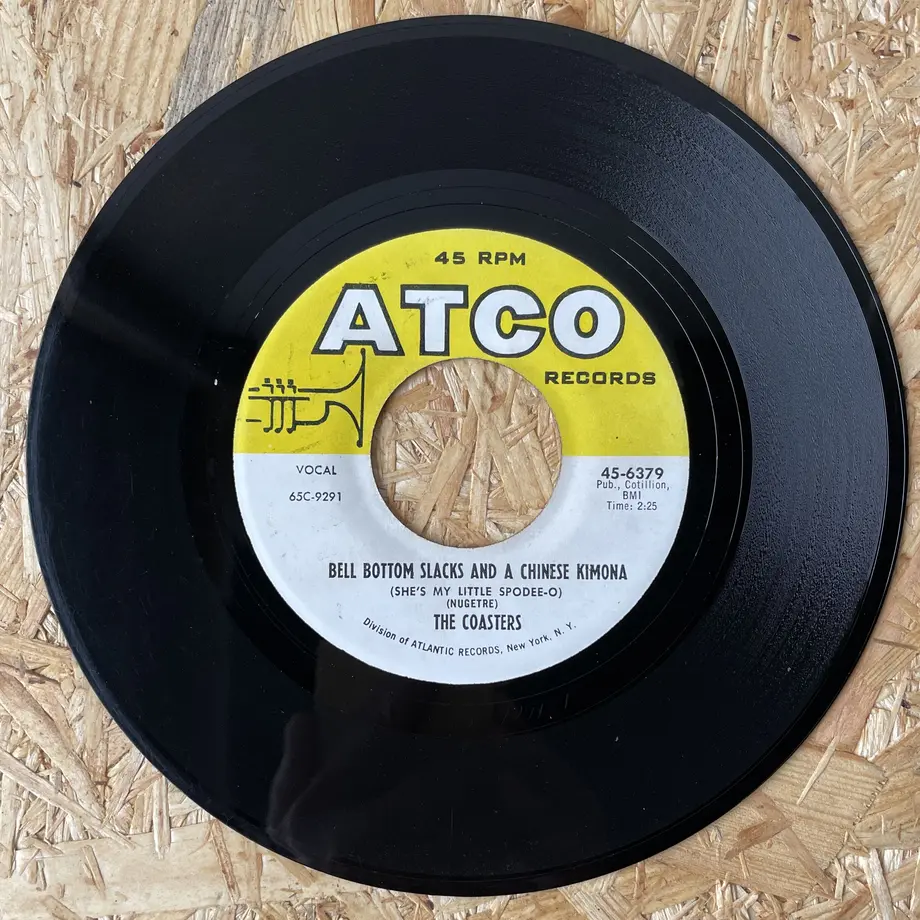 45 RPM
ATCO
RECORDS
VOCAL
65C-9291
45-6379
Pub., Cotillion,
BMI
Time: 2:25
BELL BOTTOM SLACKS AND A CHINESE KIMONA
(SHE'S MY LITTLE SPODEE-O)
(NUGETRE)
THE COASTERS
Division of ATLANTIC RECORDS, New York, N. Y.